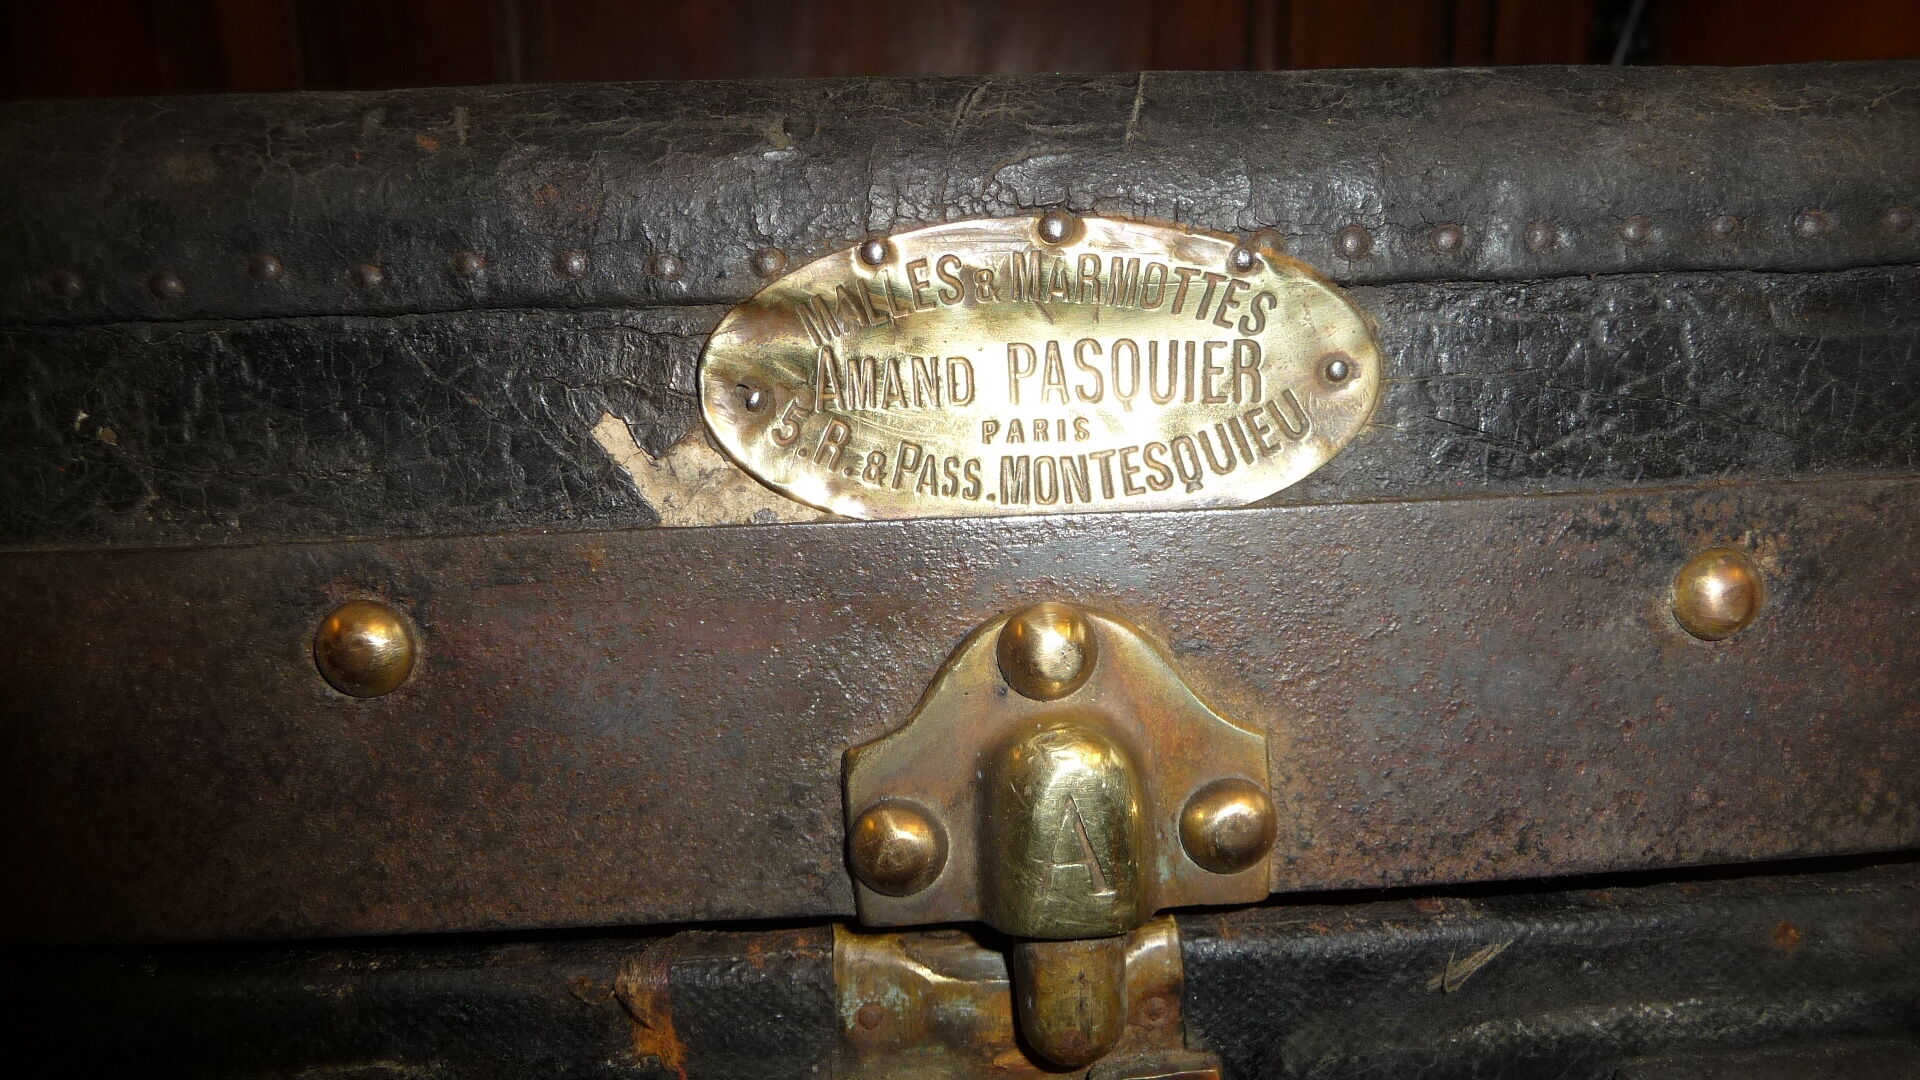 MALLES & MARMOTTES
AMAND PASQUIER
PARIS
5. R. & PASS. MONTESQUIEU
A